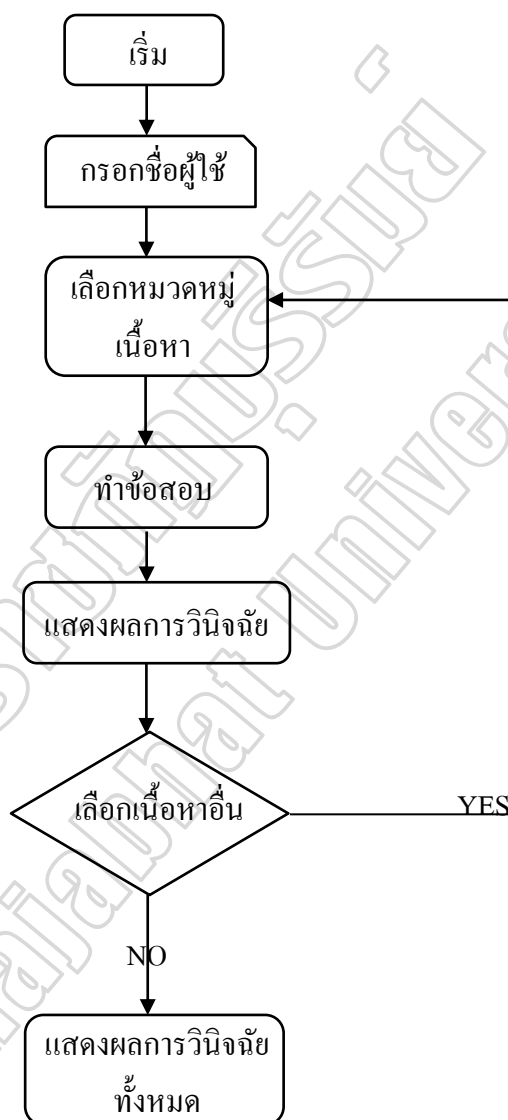 เริ่ม
กรอกชื่อผู้ใช้
เลือกหมวดหมู่
เนื้อหา
ทำข้อสอบ
แสดงผลการวินิจฉัย
เลือกเนื้อหาอื่น
YES
NO
แสดงผลการวินิจฉัย
ทั้งหมด